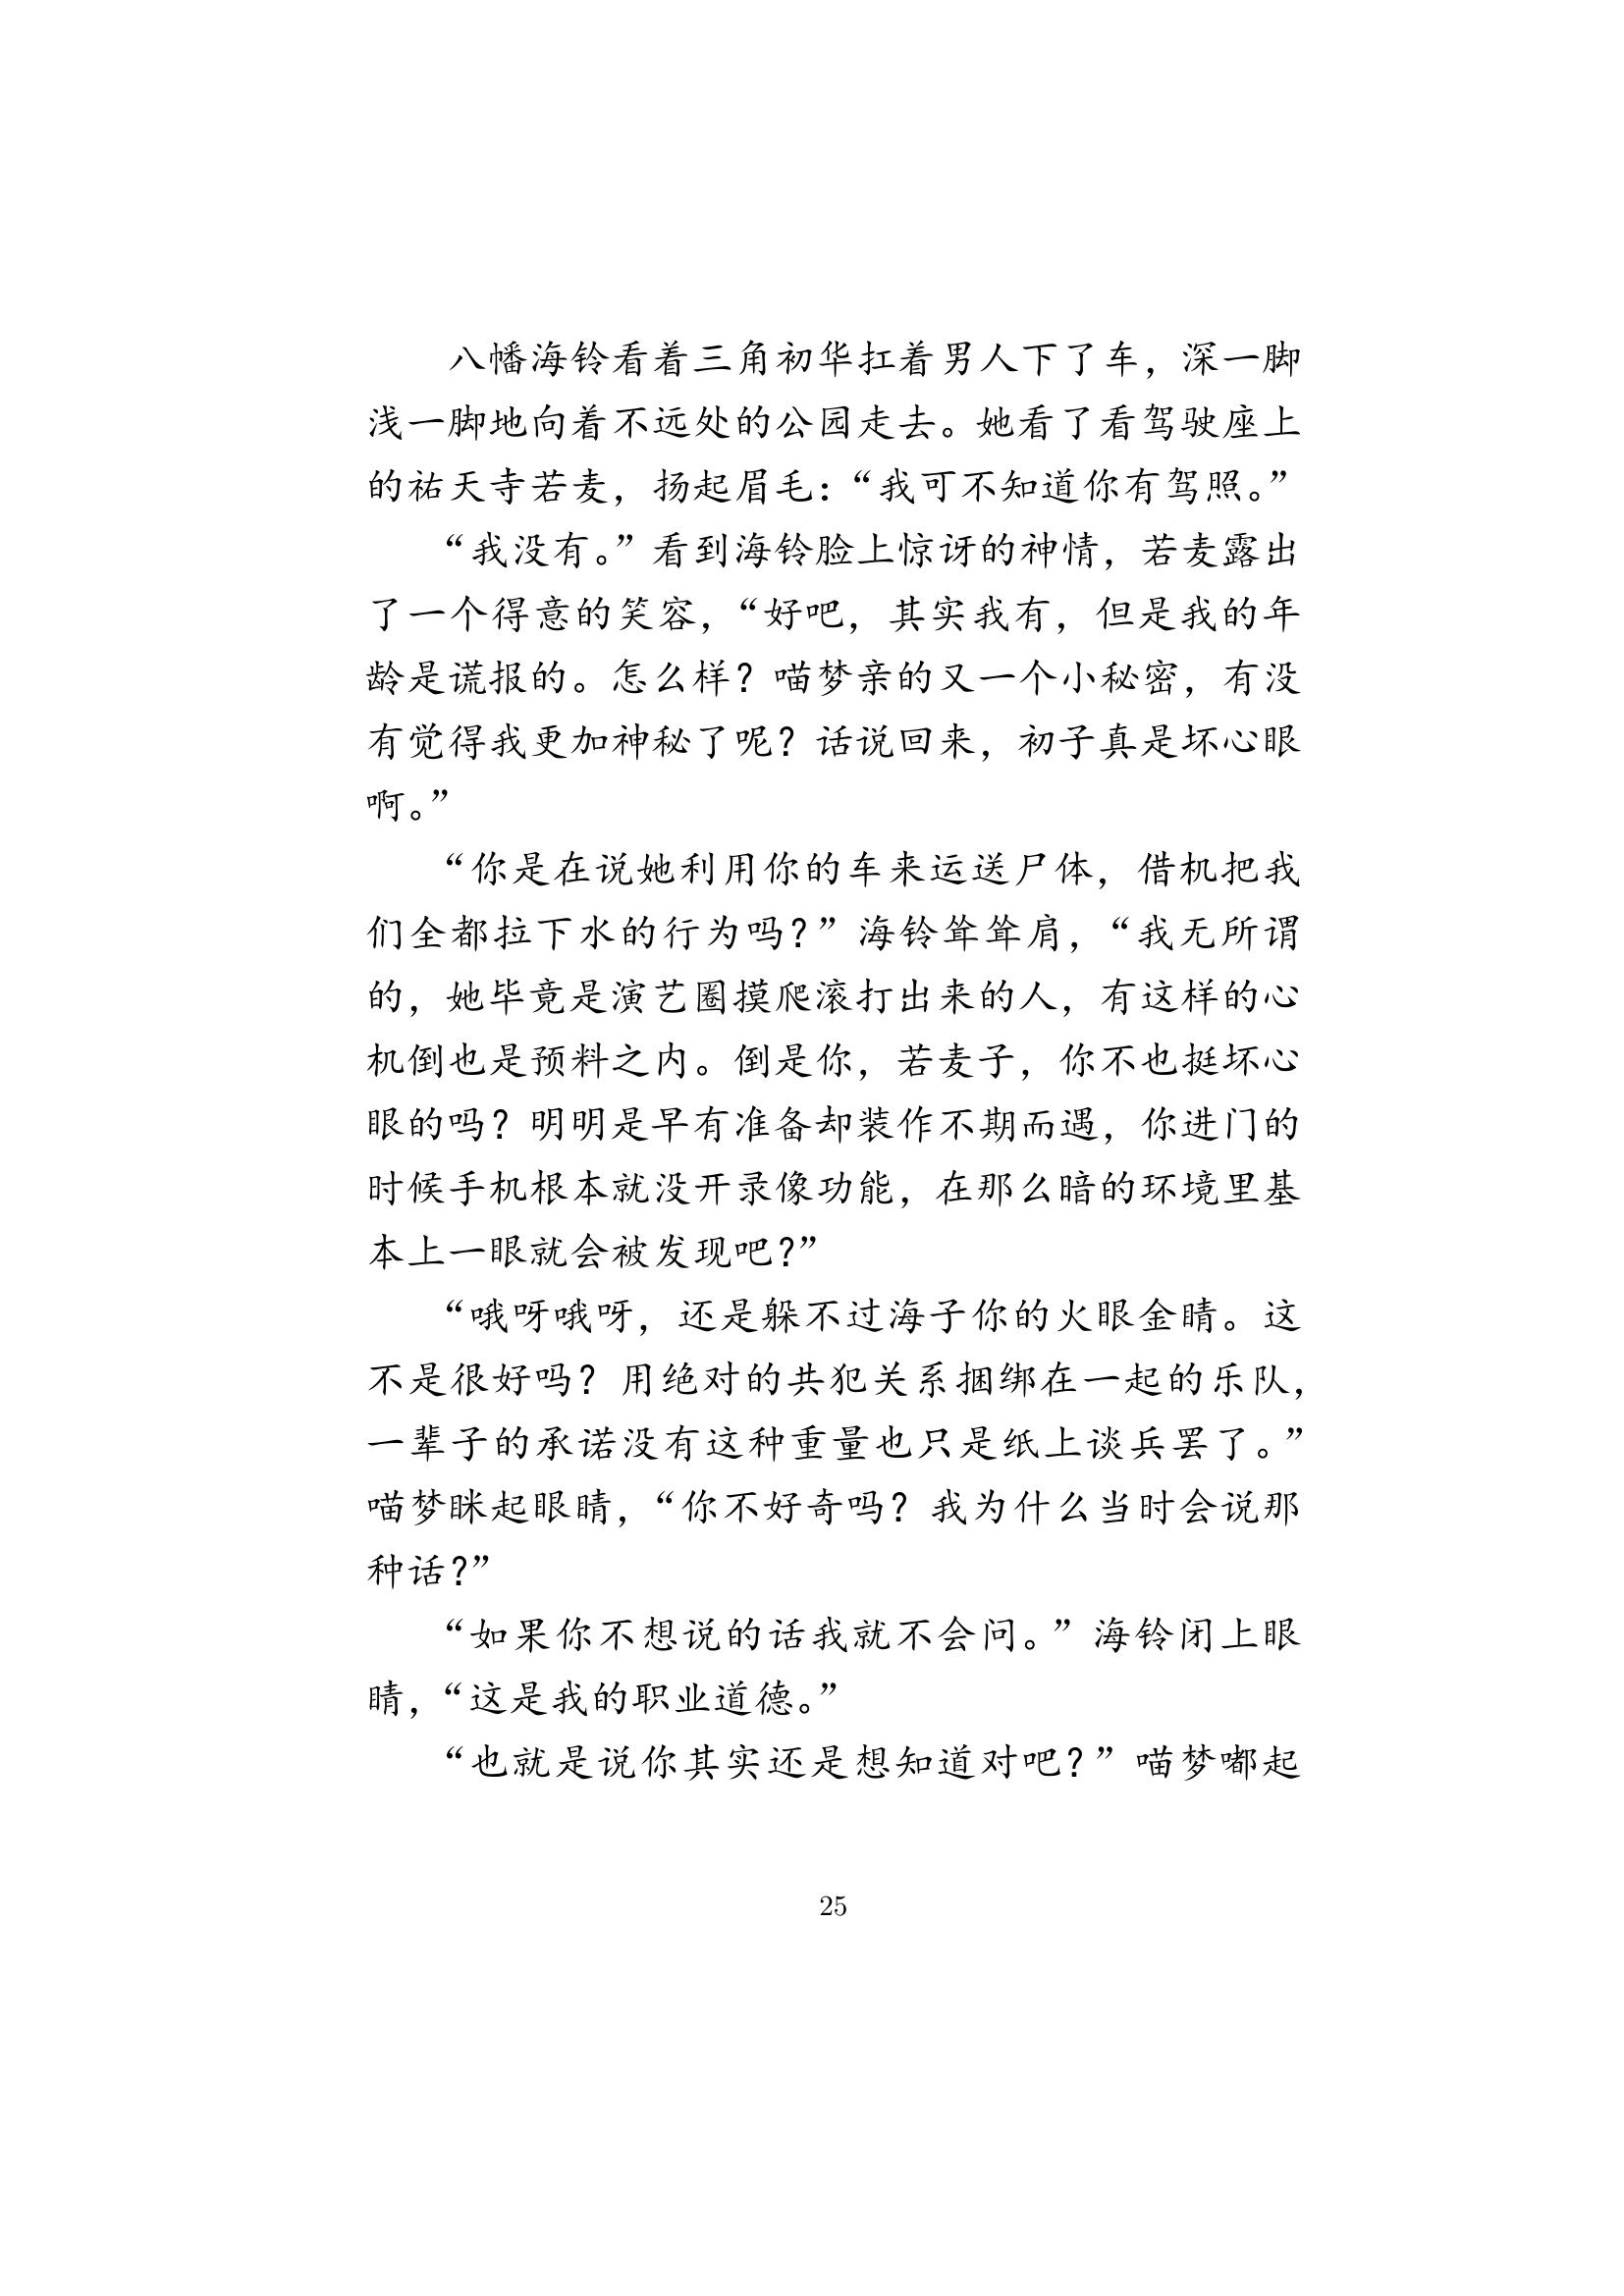 八幡海铃看着三角初华扛着男人下了车，深一脚
浅一脚地向着不远处的公园走去。她看了看驾驶座上
的祐天寺若麦，扬起眉毛：“我可不知道你有驾照。”
“我没有。”看到海铃脸上惊讶的神情，若麦露出
了一个得意的笑容，“好吧，其实我有，但是我的年
龄是谎报的。怎么样？喵梦亲的又一个小秘密，有没
有觉得我更加神秘了呢？话说回来，初子真是坏心眼
啊。”
“你是在说她利用你的车来运送尸体，借机把我
们全都拉下水的行为吗？”海铃耸耸肩，“我无所谓
的，她毕竟是演艺圈摸爬滚打出来的人，有这样的心
机倒也是预料之内。倒是你，若麦子，你不也挺坏心
眼的吗？明明是早有准备却装作不期而遇，你进门的
时候手机根本就没开录像功能，在那么暗的环境里基
本上一眼就会被发现吧？”
“哦呀哦呀，还是躲不过海子你的火眼金睛。这
不是很好吗？用绝对的共犯关系捆绑在一起的乐队，
一辈子的承诺没有这种重量也只是纸上谈兵罢了。”
喵梦眯起眼睛，“你不好奇吗？我为什么当时会说那
种话？”
“如果你不想说的话我就不会问。”海铃闭上眼
睛，“这是我的职业道德。”
“也就是说你其实还是想知道对吧？”喵梦嘟起
25